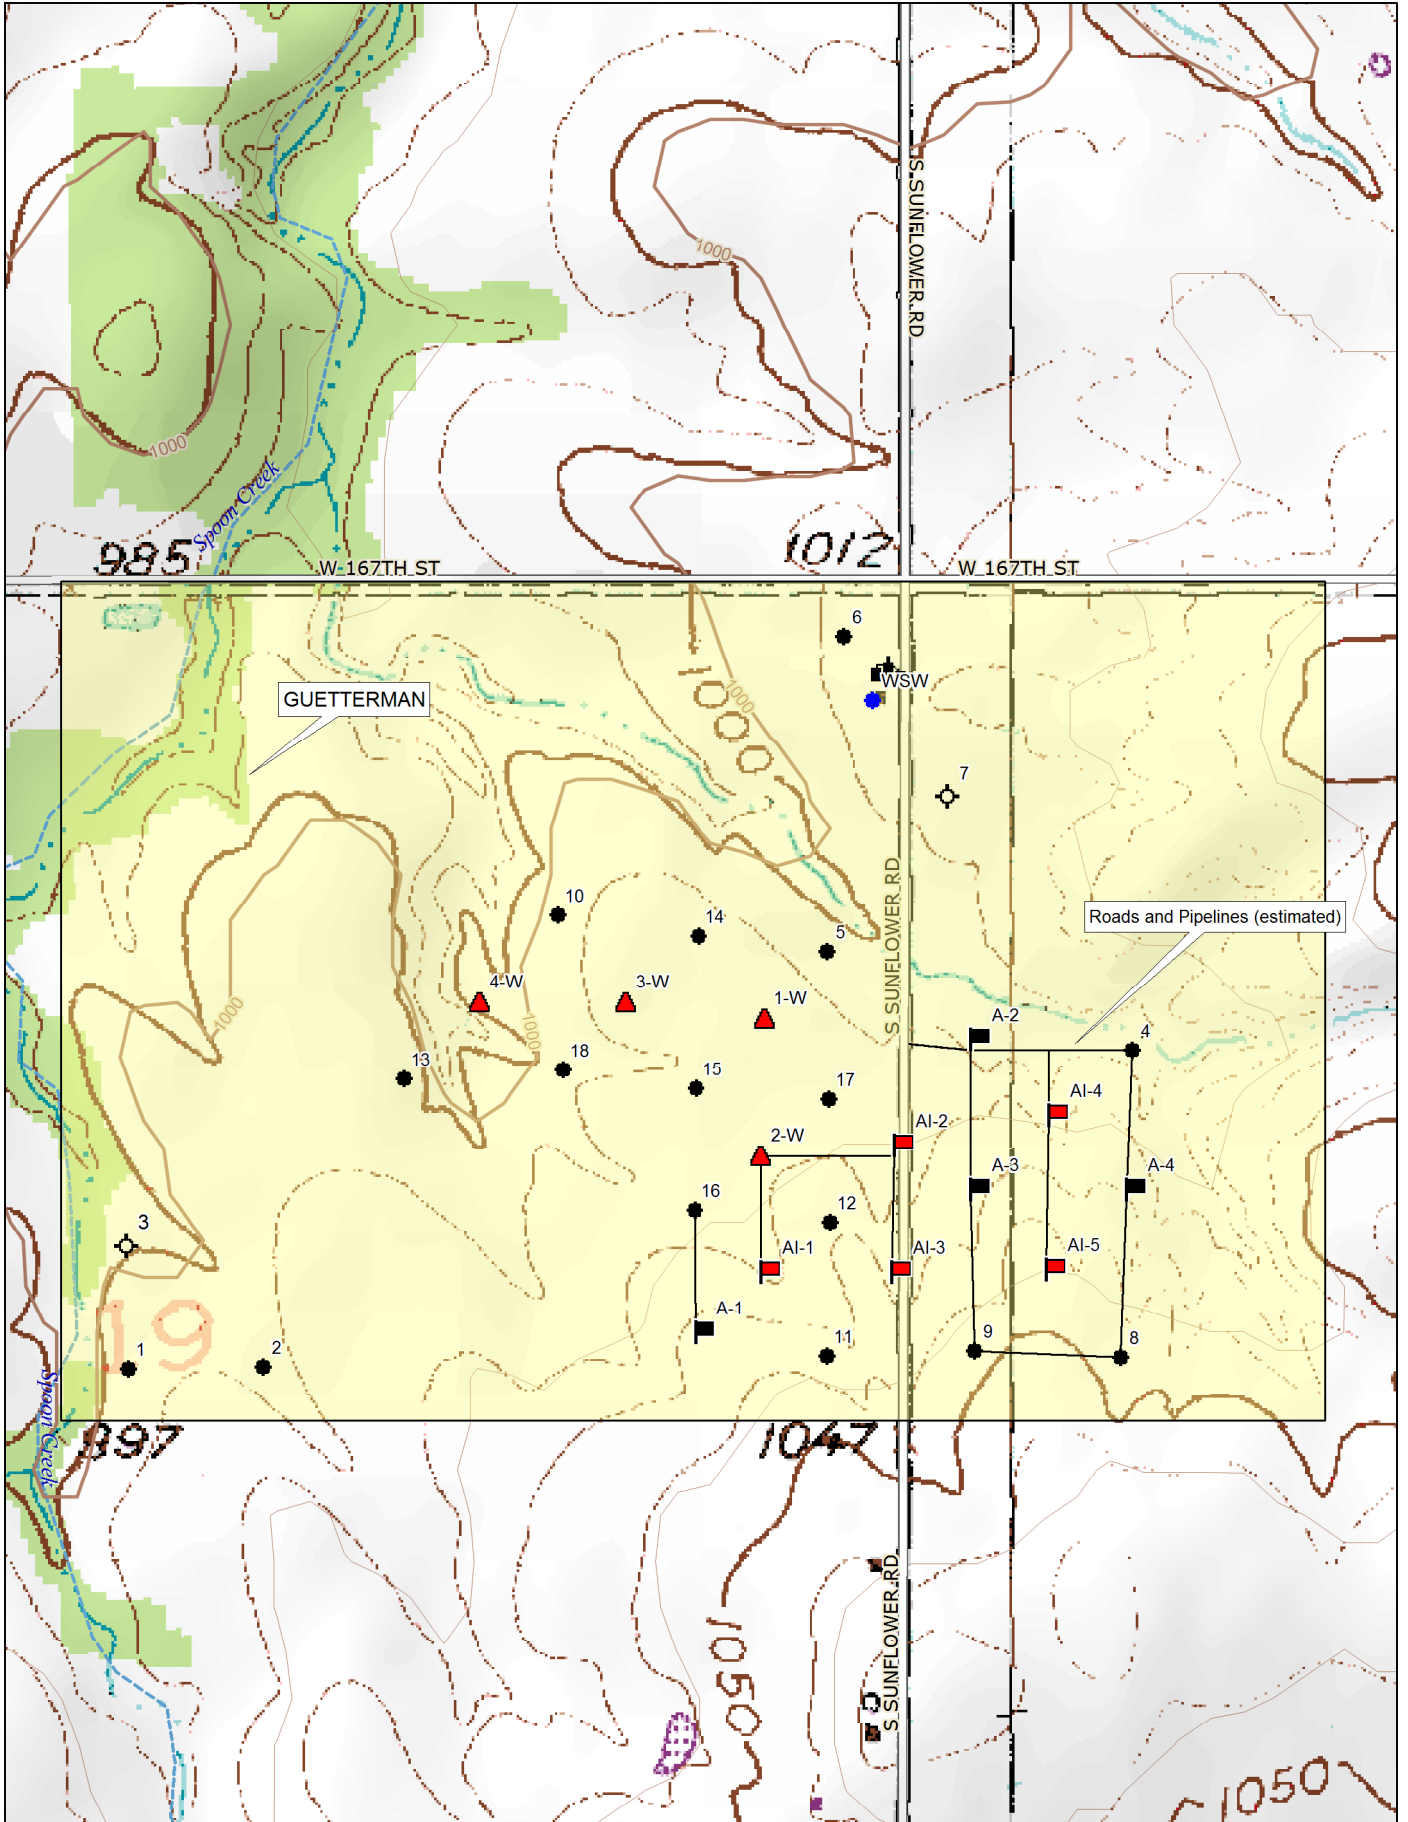 S SUNFLOWER RD
1000
1000
Spoon Creek
985
1012
W 167TH ST
W 167TH ST
6
WSW
GUETTERMAN
1000
1000
7
S SUNFLOWER RD
10
14
5
Roads and Pipelines (estimated)
4-W
3-W
1-W
1000
1000
A-2
4
13
18
15
17
AI-4
AI-2
2-W
A-3
A-4
16
12
3
AI-1
AI-3
AI-5
A-1
19
1
2
11
9
8
Spoon Creek
897
1047
S SUNFLOWER RD
1050
1050